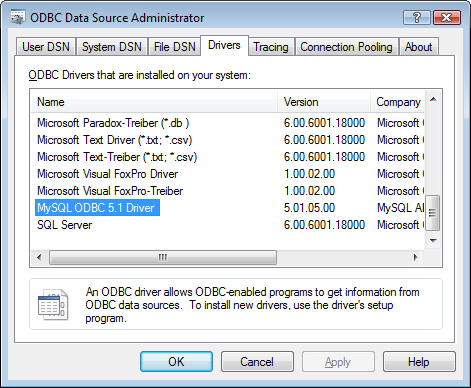 ODBC Data Source Administrator
User DSN System DSN File DSN Drivers Tracing Connection Pooling About
ODBC Drivers that are installed on your system:
Name Version Company
Microsoft Paradox-Treiber (*.db ) 6.00.6001.18000 Microsoft
Microsoft Text Driver (*.txt; *.csv) 6.00.6001.18000 Microsoft
Microsoft Text-Treiber (*.txt; *.csv) 6.00.6001.18000 Microsoft
Microsoft Visual FoxPro Driver 1.00.02.00 Microsoft
Microsoft Visual FoxPro-Treiber 1.00.02.00 Microsoft
MySQL ODBC 5.1 Driver 5.01.05.00 MySQL
SQL Server 6.00.6001.18000 Microsoft
An ODBC driver allows ODBC-enabled programs to get information from
ODBC data sources. To install new drivers, use the driver's setup
program.
OK Cancel Apply Help